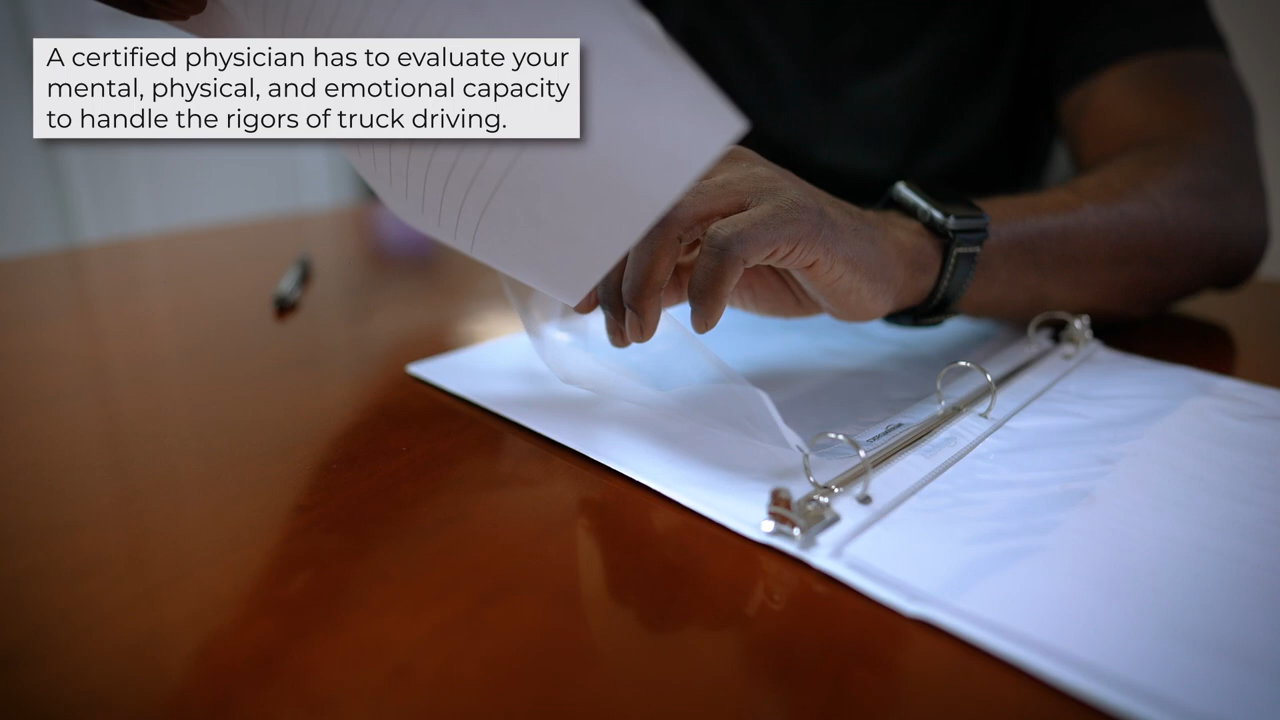 A certified physician has to evaluate your
mental, physical, and emotional capacity
to handle the rigors of truck driving.